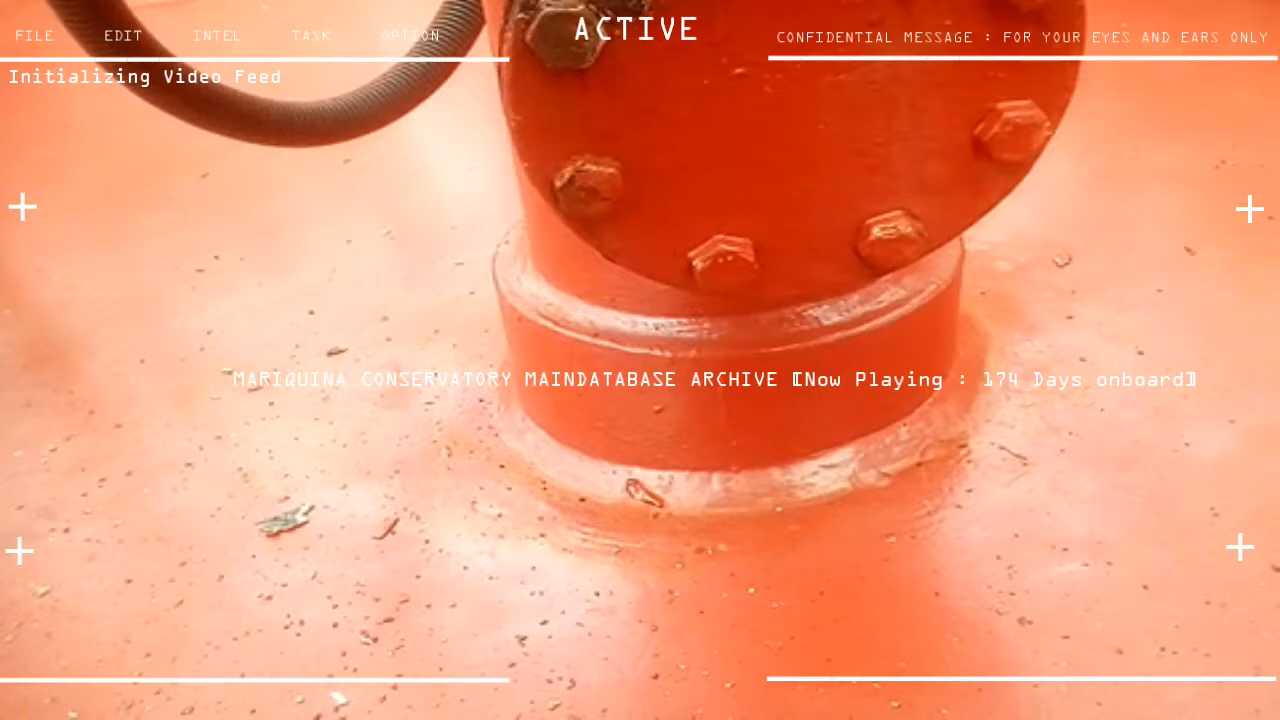 ACTIVE
FILE EDIT INTEL TASK OPTION
CONFIDENTIAL MESSAGE : FOR YOUR EYES AND EARS ONLY
Initializing Video Feed
MARIQUINA CONSERVATORY MAINDATABASE ARCHIVE 【Now Playing : 174 Days onboard】